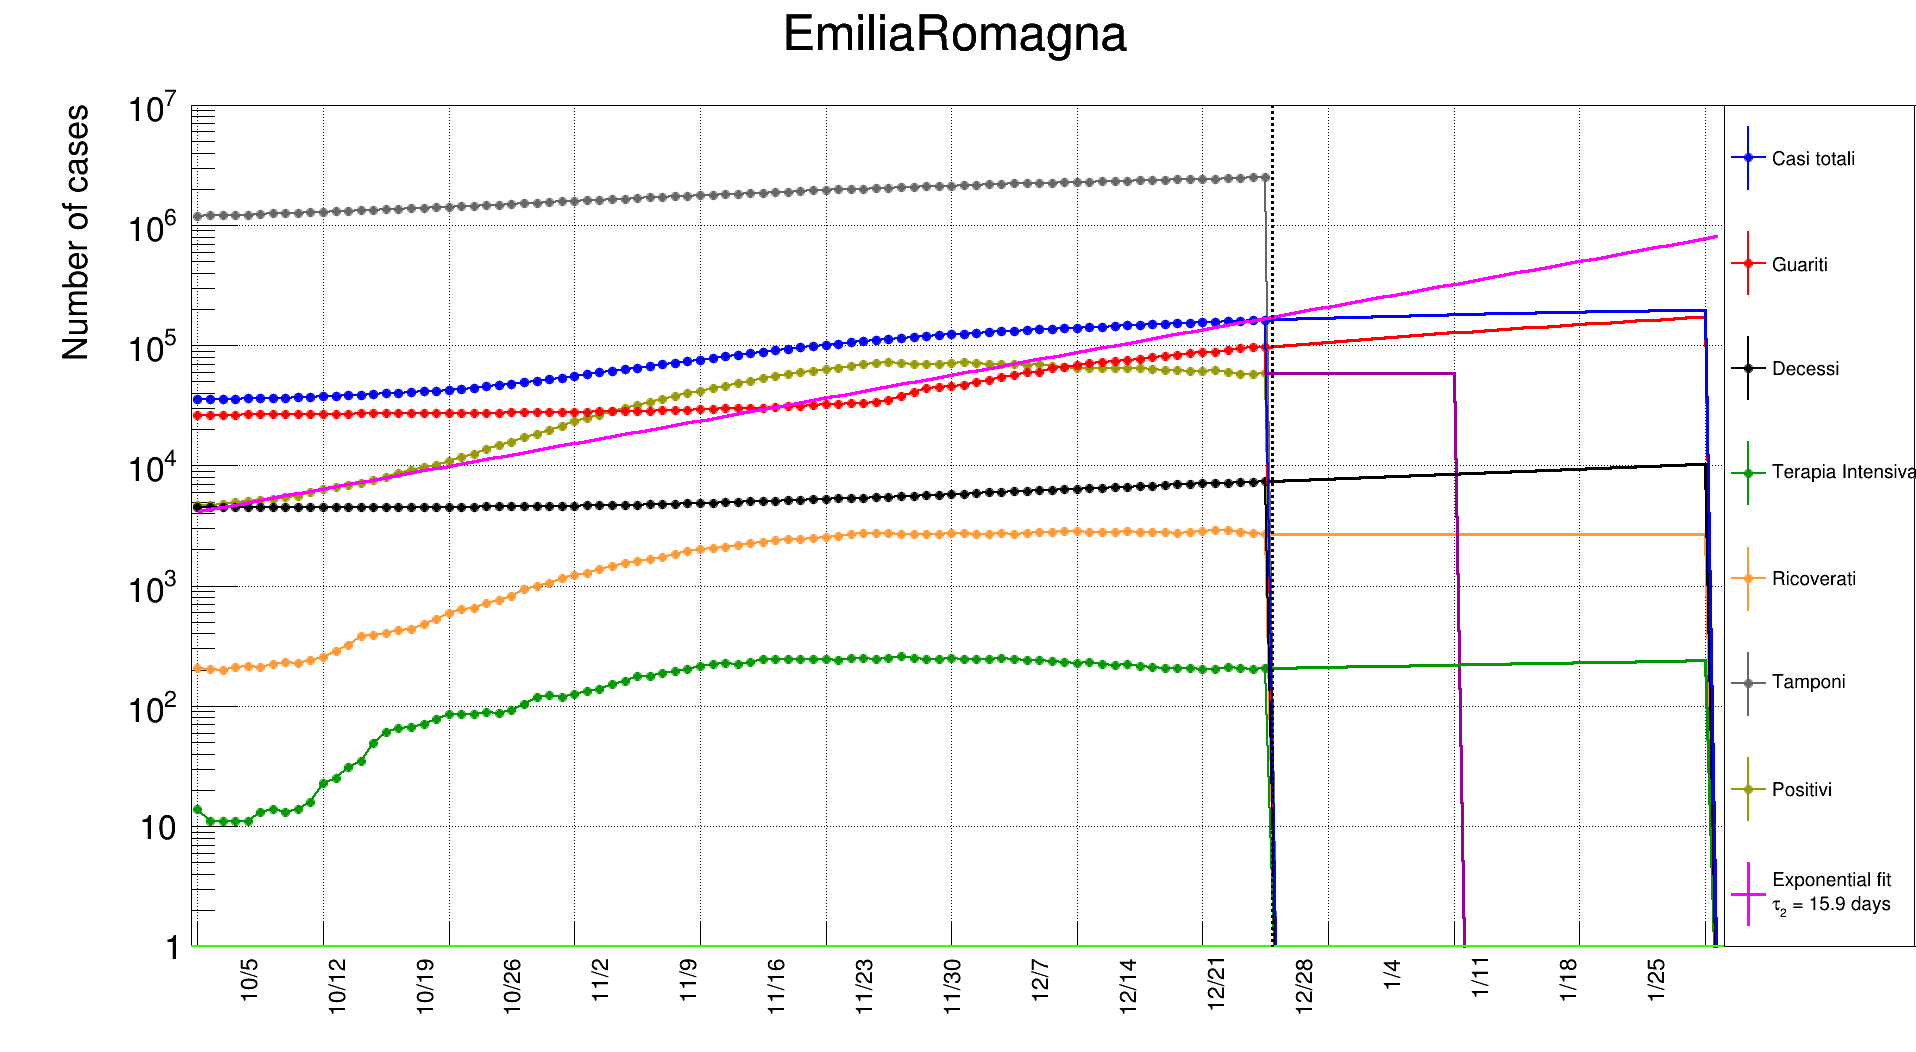 EmiliaRomagna
Number of cases
10^7
10^6
10^5
10^4
10^3
10^2
10
1
10/5
10/12
10/19
10/26
11/2
11/9
11/16
11/23
11/30
12/7
12/14
12/21
12/28
1/4
1/11
1/18
1/25
Casi totali
Guariti
Decessi
Terapia Intensiva
Ricoverati
Tamponi
Positivi
Exponential fit
τ_2 = 15.9 days